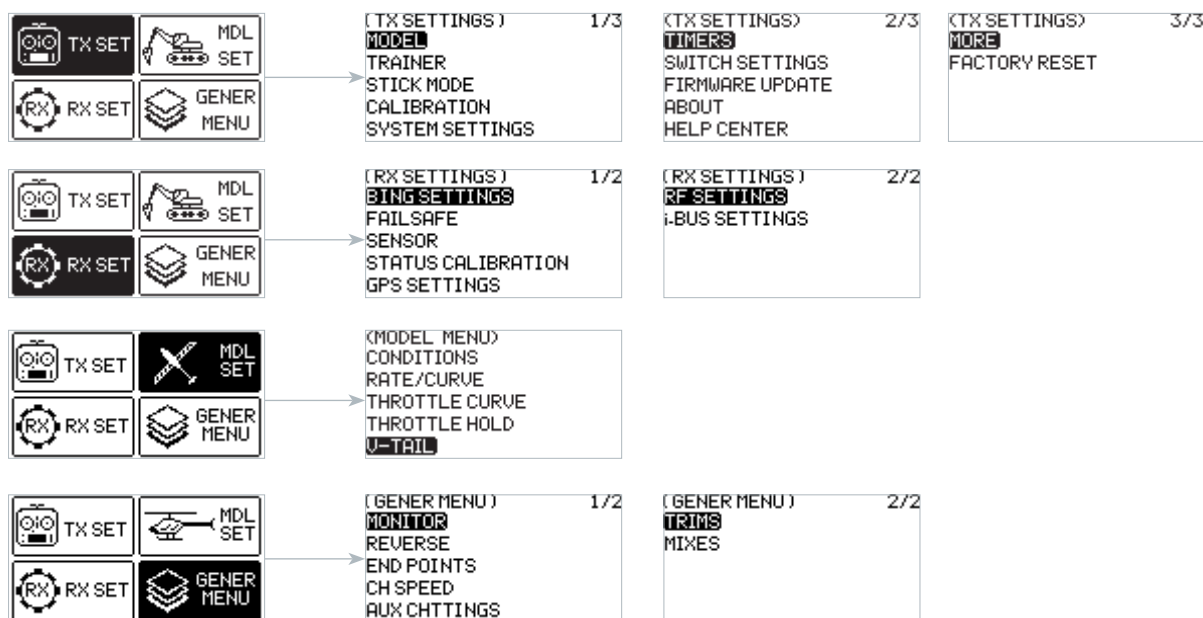 TX SET
MDL
SET
RX
RX SET
GENER
MENU
(TX SETTINGS) 1/3
MODEL
TRAINER
STICK MODE
CALIBRATION
SYSTEM SETTINGS
(TX SETTINGS) 2/3
TIMERS
SWITCH SETTINGS
FIRMWARE UPDATE
ABOUT
HELP CENTER
(TX SETTINGS) 3/3
MORE
FACTORY RESET
TX SET
MDL
SET
RX
RX SET
GENER
MENU
(RX SETTINGS) 1/2
BING SETTINGS
FAILSAFE
SENSOR
STATUS CALIBRATION
GPS SETTINGS
(RX SETTINGS) 2/2
RF SETTINGS
i-BUS SETTINGS
TX SET
MDL
SET
RX
RX SET
GENER
MENU
(MODEL MENU)
CONDITIONS
RATE/CURVE
THROTTLE CURVE
THROTTLE HOLD
V-TAIL
TX SET
MDL
SET
RX
RX SET
GENER
MENU
(GENER MENU) 1/2
MONITOR
REVERSE
END POINTS
CH SPEED
AUX CHTTINGS
(GENER MENU) 2/2
TRIMS
MIXES